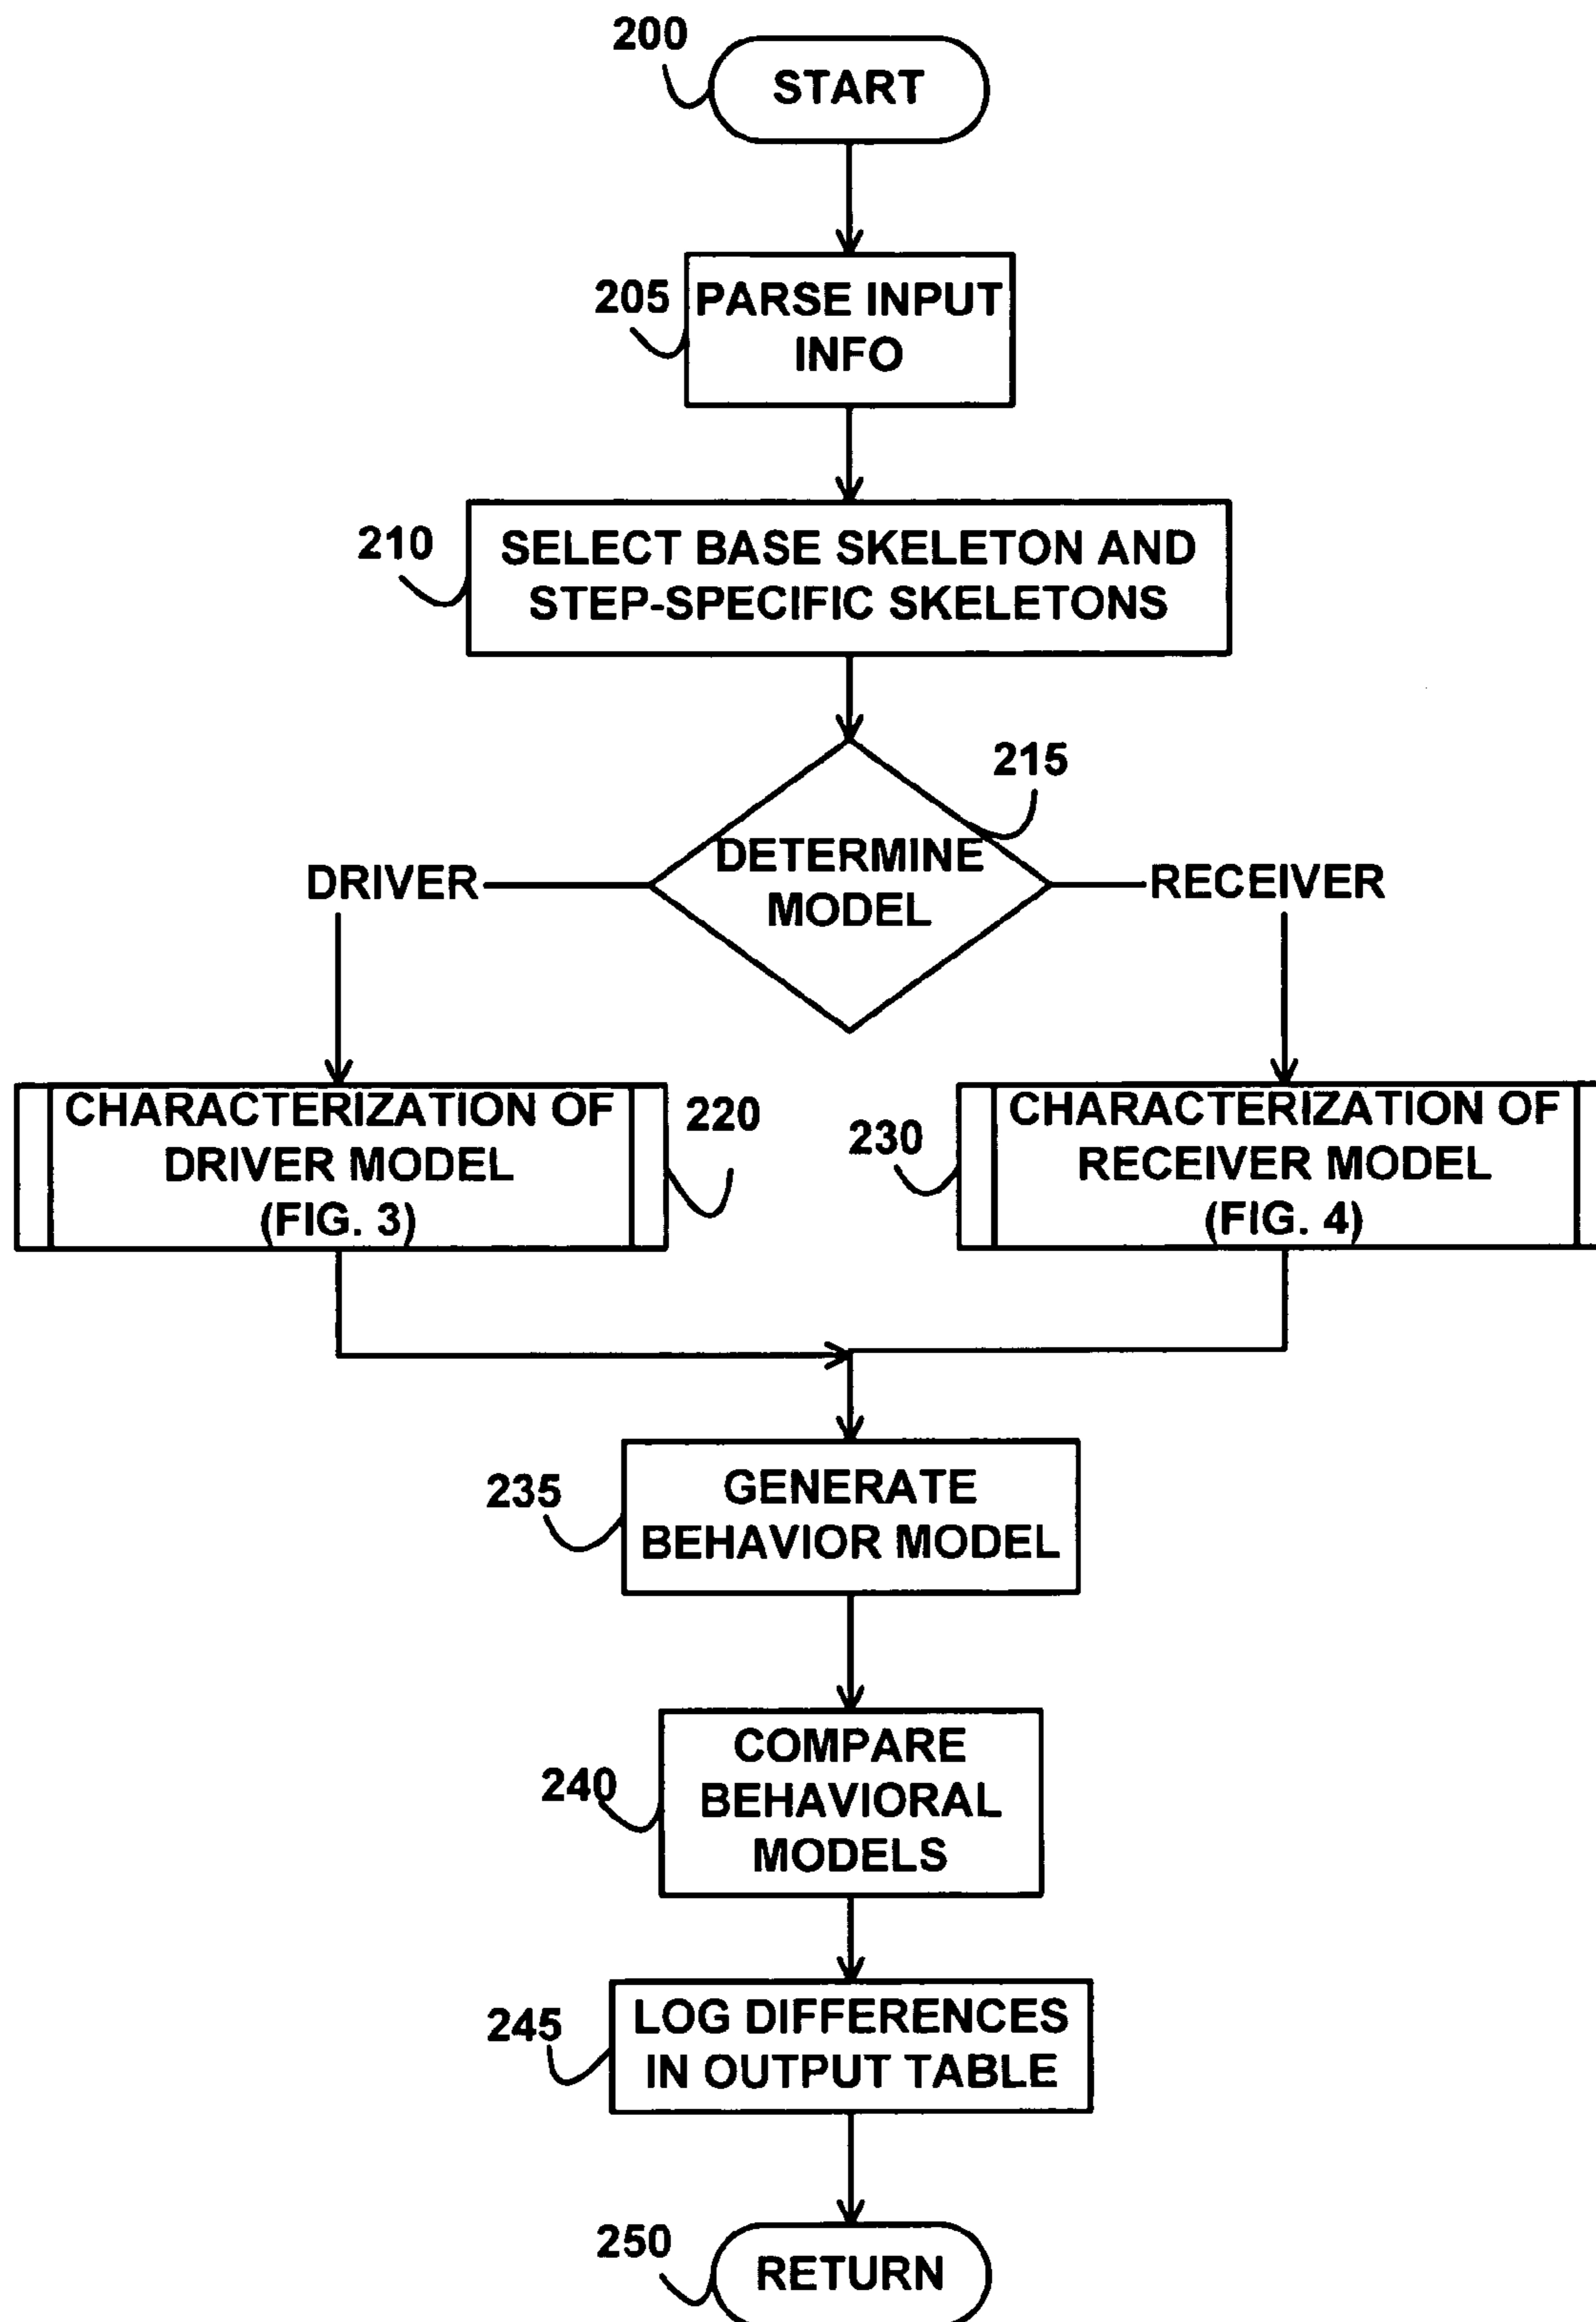 200
START
205
PARSE INPUT
INFO
210
SELECT BASE SKELETON AND
STEP-SPECIFIC SKELETONS
215
DETERMINE
MODEL
DRIVER
RECEIVER
CHARACTERIZATION OF
DRIVER MODEL
(FIG. 3)
220
230
CHARACTERIZATION OF
RECEIVER MODEL
(FIG. 4)
235
GENERATE
BEHAVIOR MODEL
240
COMPARE
BEHAVIORAL
MODELS
245
LOG DIFFERENCES
IN OUTPUT TABLE
250
RETURN